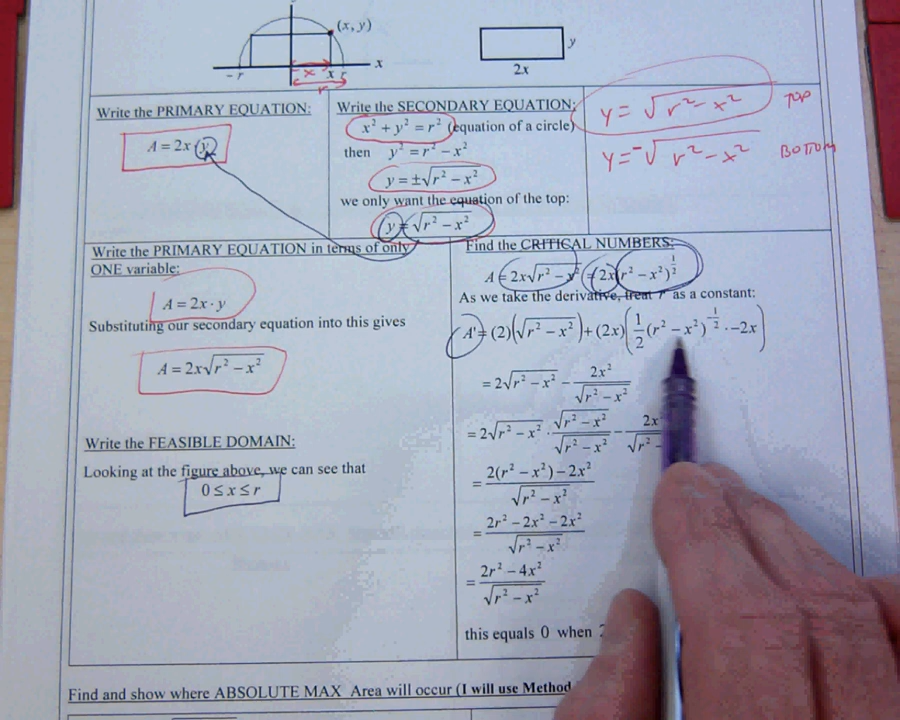 (x, y)
y
-r
x
x
r
x
r
2x
Write the PRIMARY EQUATION:
A = 2x·y
Write the SECONDARY EQUATION:
x² + y² = r² (equation of a circle)
then y² = r² − x²
y = ±√(r² − x²)
we only want the equation of the top:
y = √(r² − x²)
y = √(r² − x²) TOP
y = −√(r² − x²) BOTTOM
Write the PRIMARY EQUATION in terms of only
ONE variable:
A = 2x · y
Substituting our secondary equation into this gives
A = 2x√(r² − x²)
Write the FEASIBLE DOMAIN:
Looking at the figure above, we can see that
0 ≤ x ≤ r
Find the CRITICAL NUMBERS:
A = 2x√(r² − x²) = 2x(r² − x²)^(1/2)
As we take the derivative, treat r as a constant:
A' = (2)(√(r² − x²)) + (2x)(1/2 (r² − x²)^(−1/2) · −2x)
= 2√(r² − x²) − 2x²/√(r² − x²)
= 2√(r² − x²) · √(r² − x²)/√(r² − x²) − 2x
= (2(r² − x²) − 2x²)/√(r² − x²)
= (2r² − 2x² − 2x²)/√(r² − x²)
= (2r² − 4x²)/√(r² − x²)
this equals 0 when
Find and show where ABSOLUTE MAX Area will occur (I will use Method